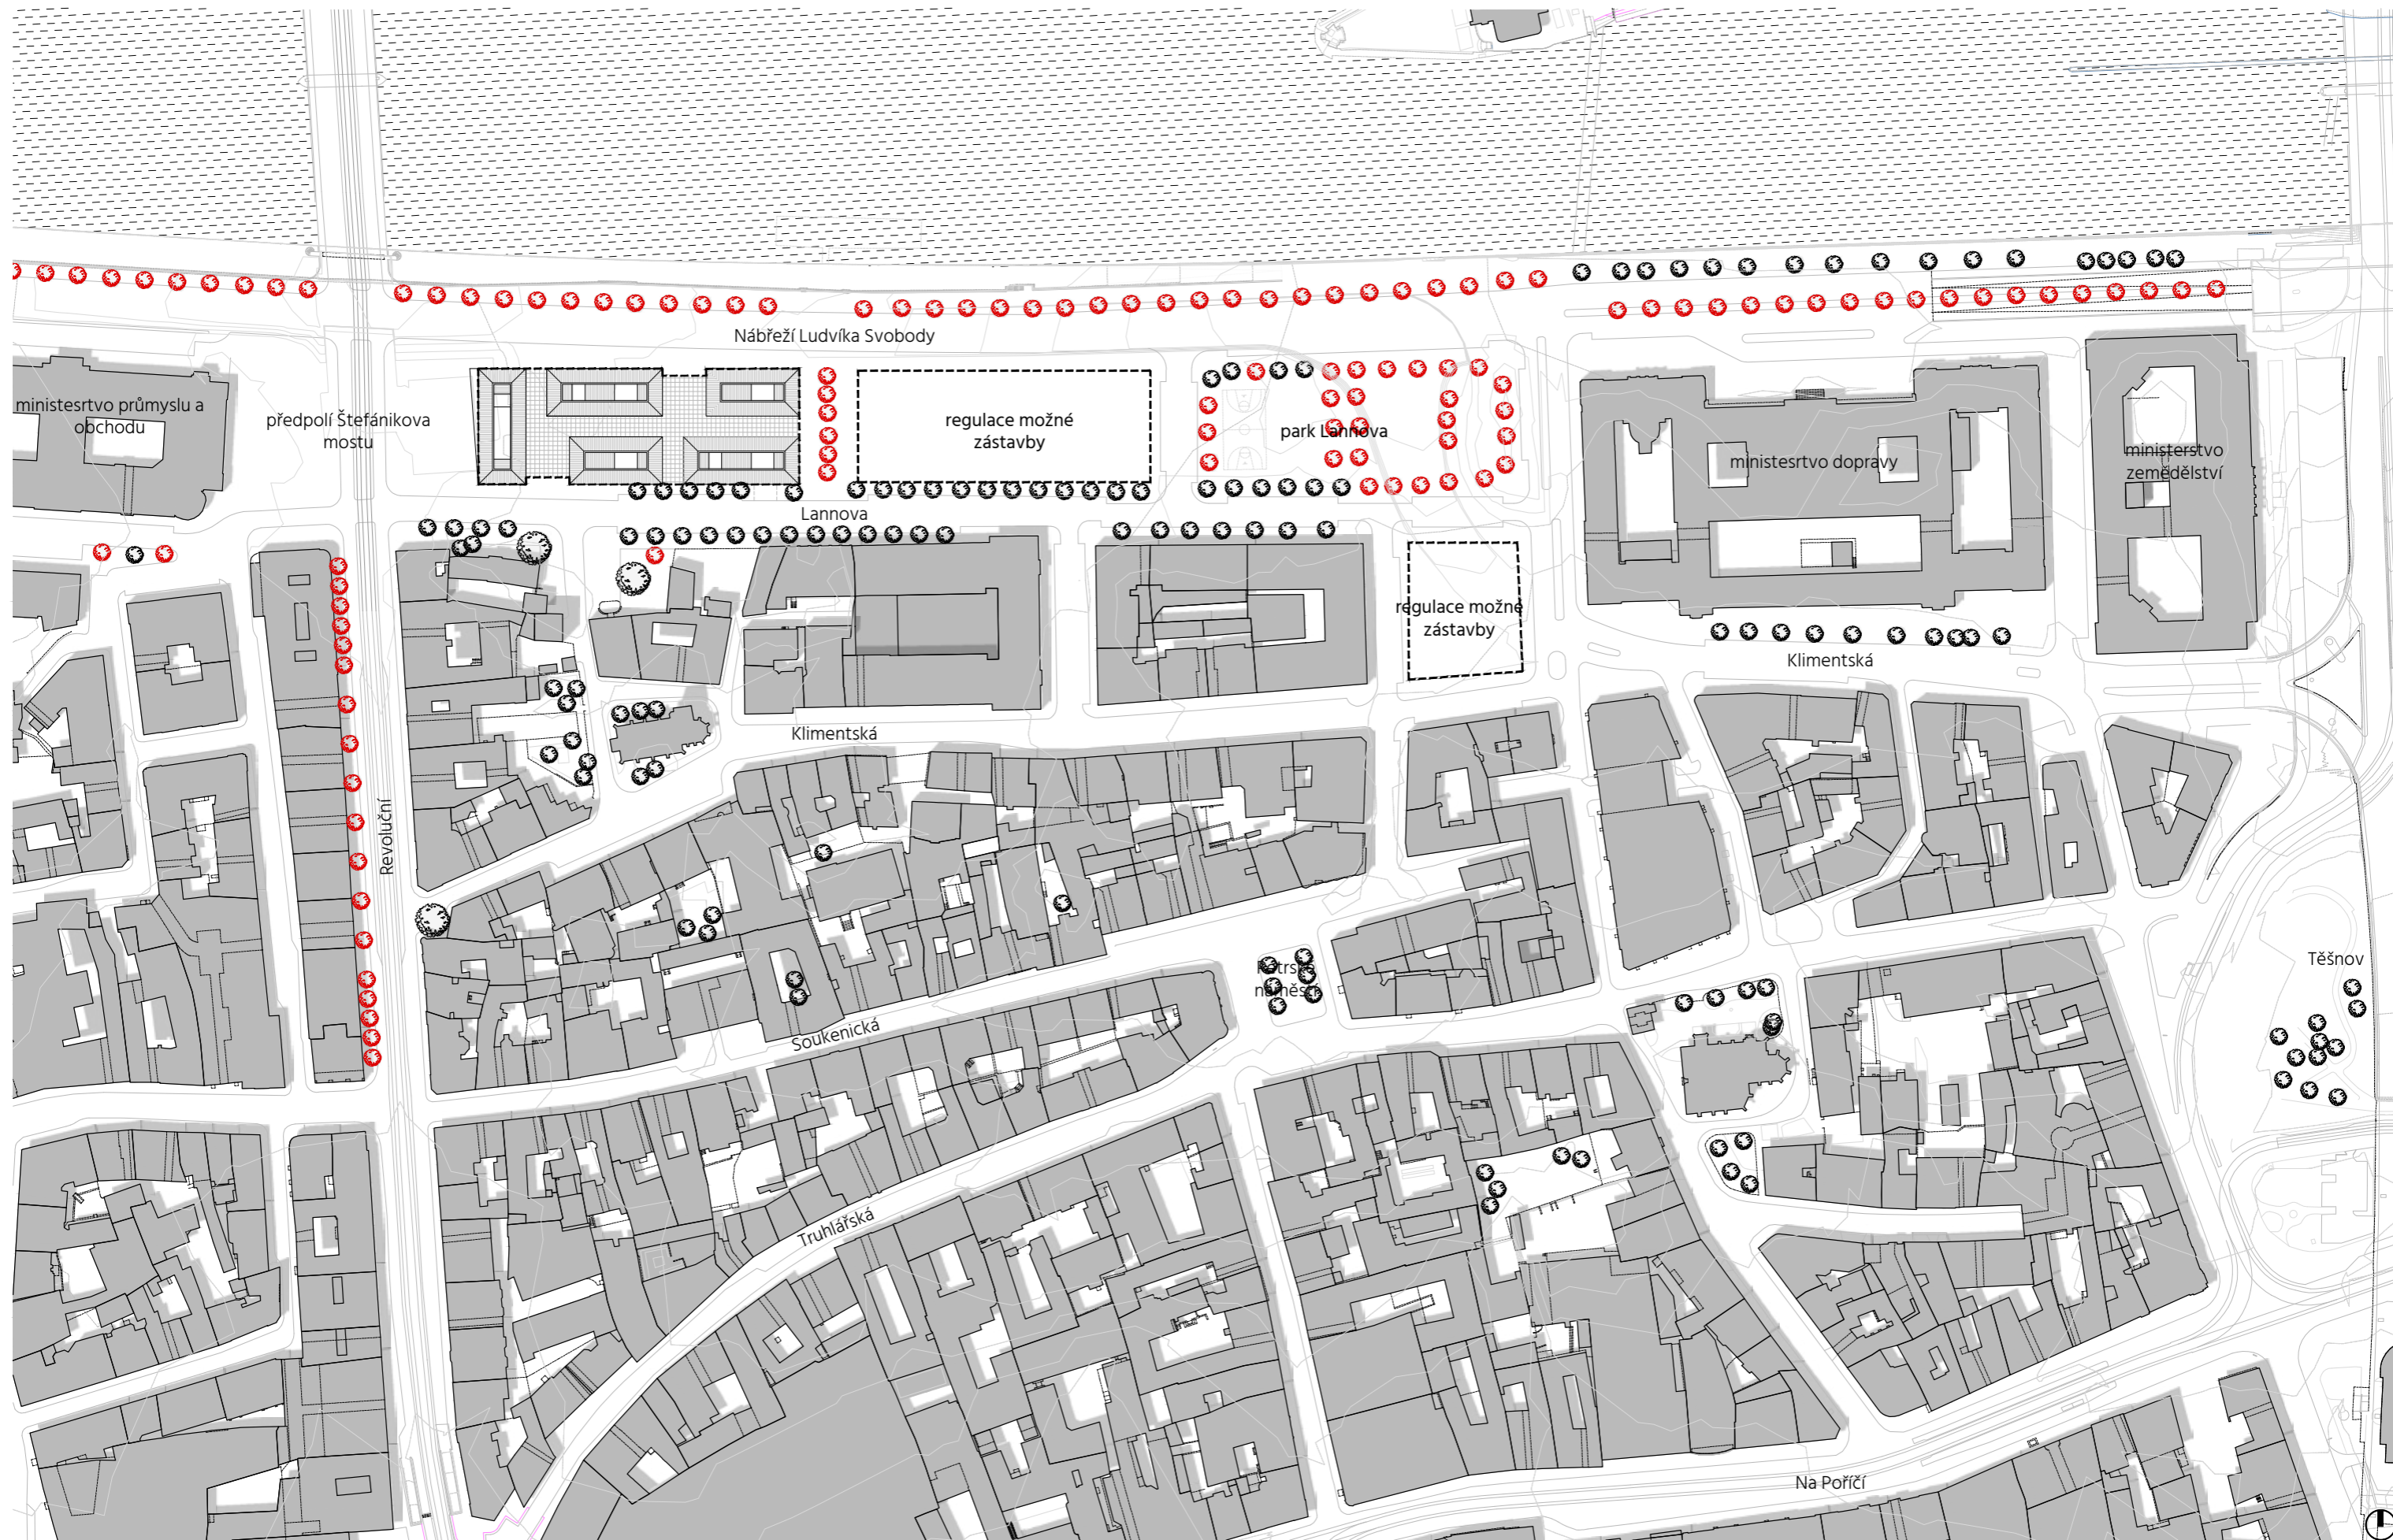 Nábřeží Ludvíka Svobody
ministesrtvo průmyslu a
obchodu
předpolí Štefánikova
mostu
regulace možné
zástavby
park Lannova
ministesrtvo dopravy
ministerstvo
zemědělství
Lannova
regulace možné
zástavby
Klimentská
Klimentská
Revoluční
Těšnov
náměstí
Soukenická
Truhlářská
Na Poříčí